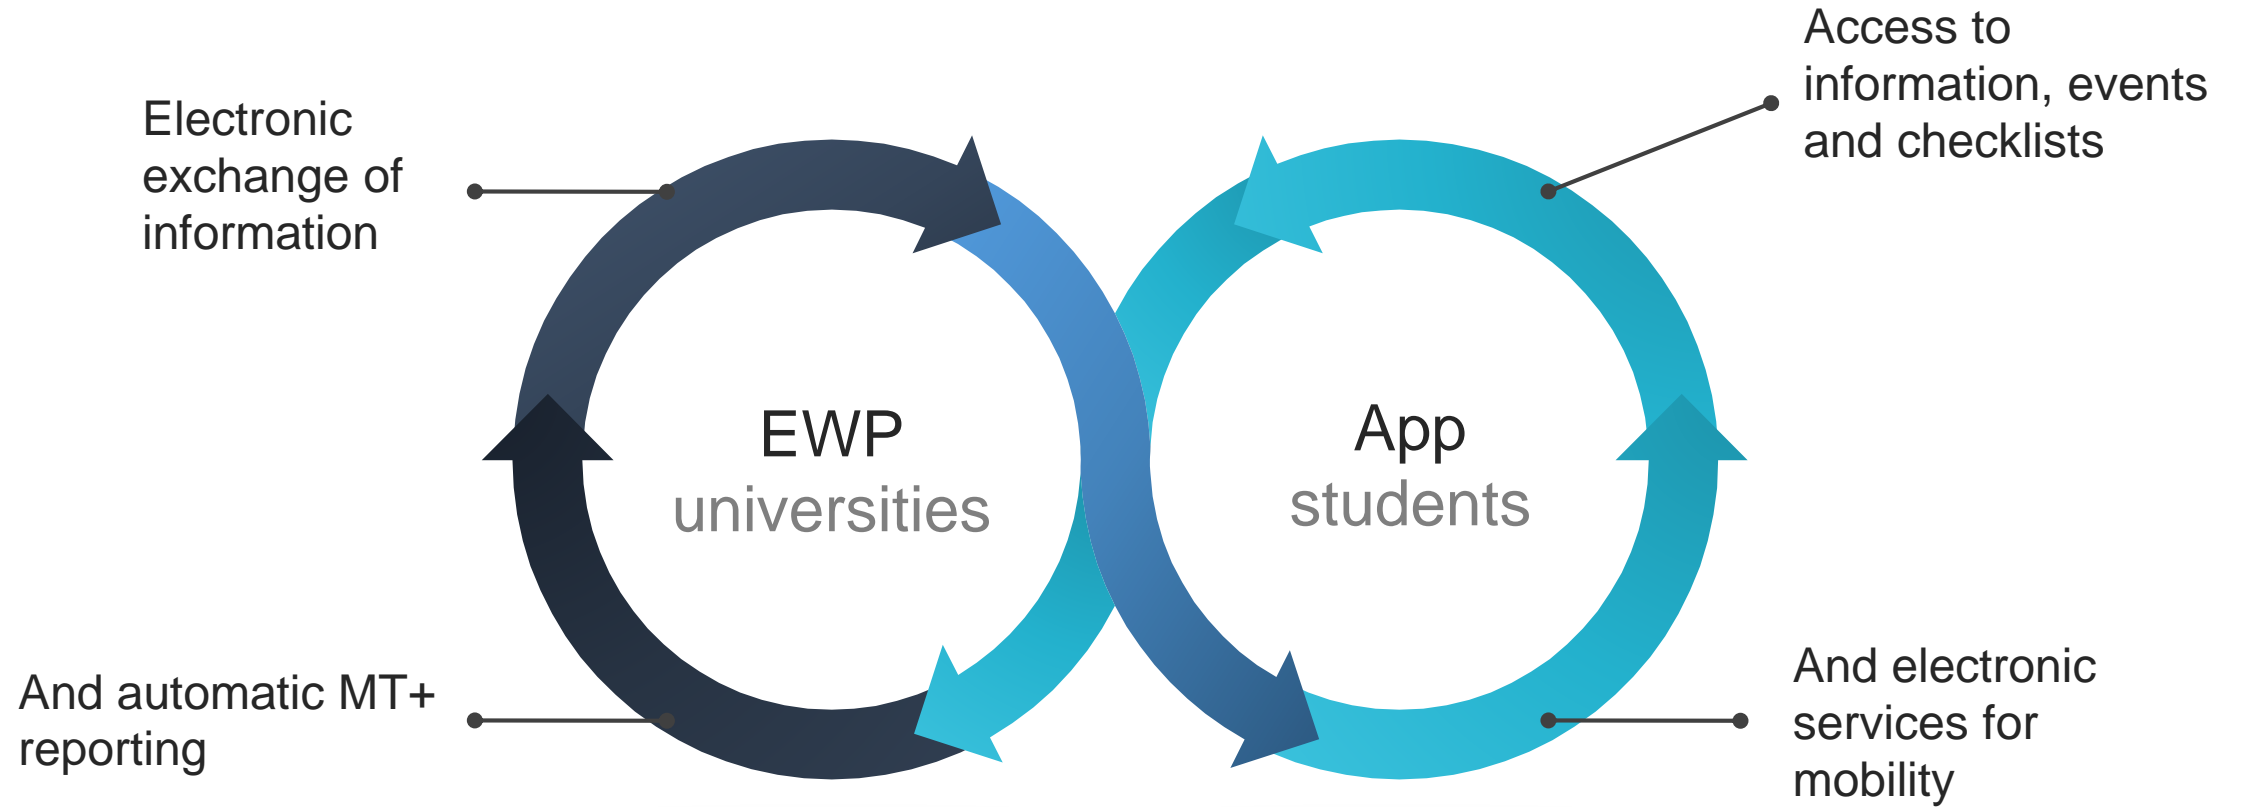 Electronic
exchange of
information
Access to
information, events
and checklists
EWP
universities
App
students
And automatic MT+
reporting
And electronic
services for
mobility